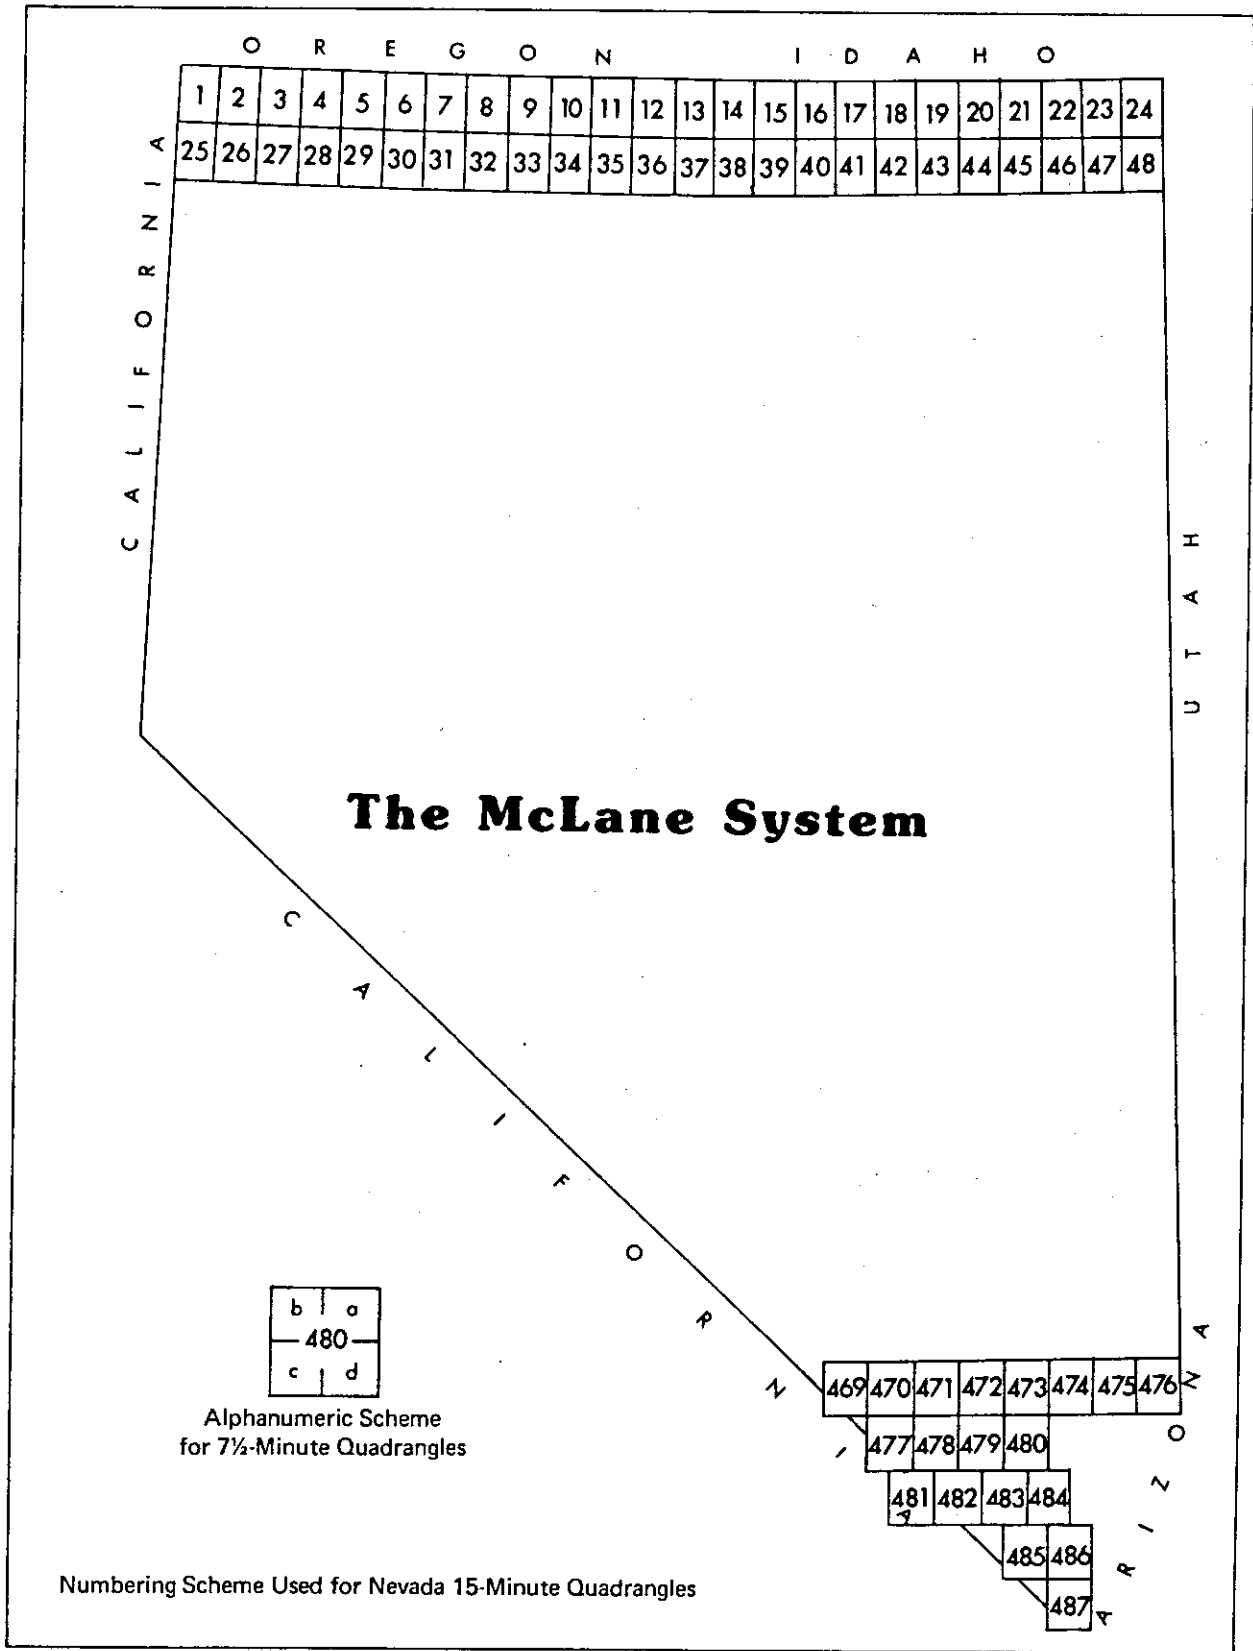 OREGON IDAHO
1 2 3 4 5 6 7 8 9 10 11 12 13 14 15 16 17 18 19 20 21 22 23 24
25 26 27 28 29 30 31 32 33 34 35 36 37 38 39 40 41 42 43 44 45 46 47 48
CALIFORNIA
UTAH
The McLane System
CALIFORNIA
b a
480
c d
Alphanumeric Scheme
for 7½-Minute Quadrangles
469 470 471 472 473 474 475 476
477 478 479 480
481 482 483 484
485 486
487
ARIZONA
Numbering Scheme Used for Nevada 15-Minute Quadrangles